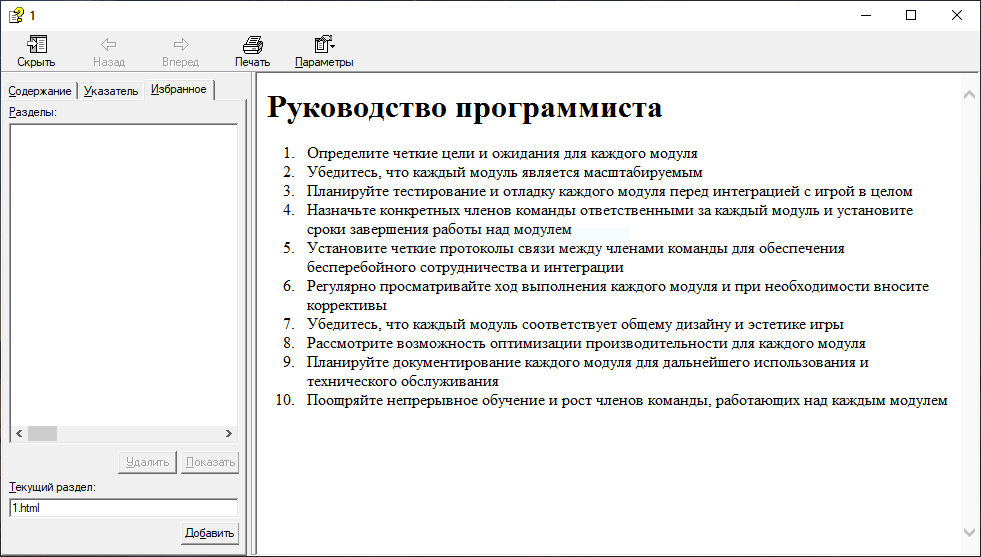 1
Скрыть
Назад
Вперед
Печать
Параметры
Содержание
Указатель
Избранное
Разделы:
Удалить
Показать
Текущий раздел:
1.html
Добавить
Руководство программиста
1. Определите четкие цели и ожидания для каждого модуля
2. Убедитесь, что каждый модуль является масштабируемым
3. Планируйте тестирование и отладку каждого модуля перед интеграцией с игрой в целом
4. Назначьте конкретных членов команды ответственными за каждый модуль и установите
сроки завершения работы над модулем
5. Установите четкие протоколы связи между членами команды для обеспечения
бесперебойного сотрудничества и интеграции
6. Регулярно просматривайте ход выполнения каждого модуля и при необходимости вносите
коррективы
7. Убедитесь, что каждый модуль соответствует общему дизайну и эстетике игры
8. Рассмотрите возможность оптимизации производительности для каждого модуля
9. Планируйте документирование каждого модуля для дальнейшего использования и
технического обслуживания
10. Поощряйте непрерывное обучение и рост членов команды, работающих над каждым модулем